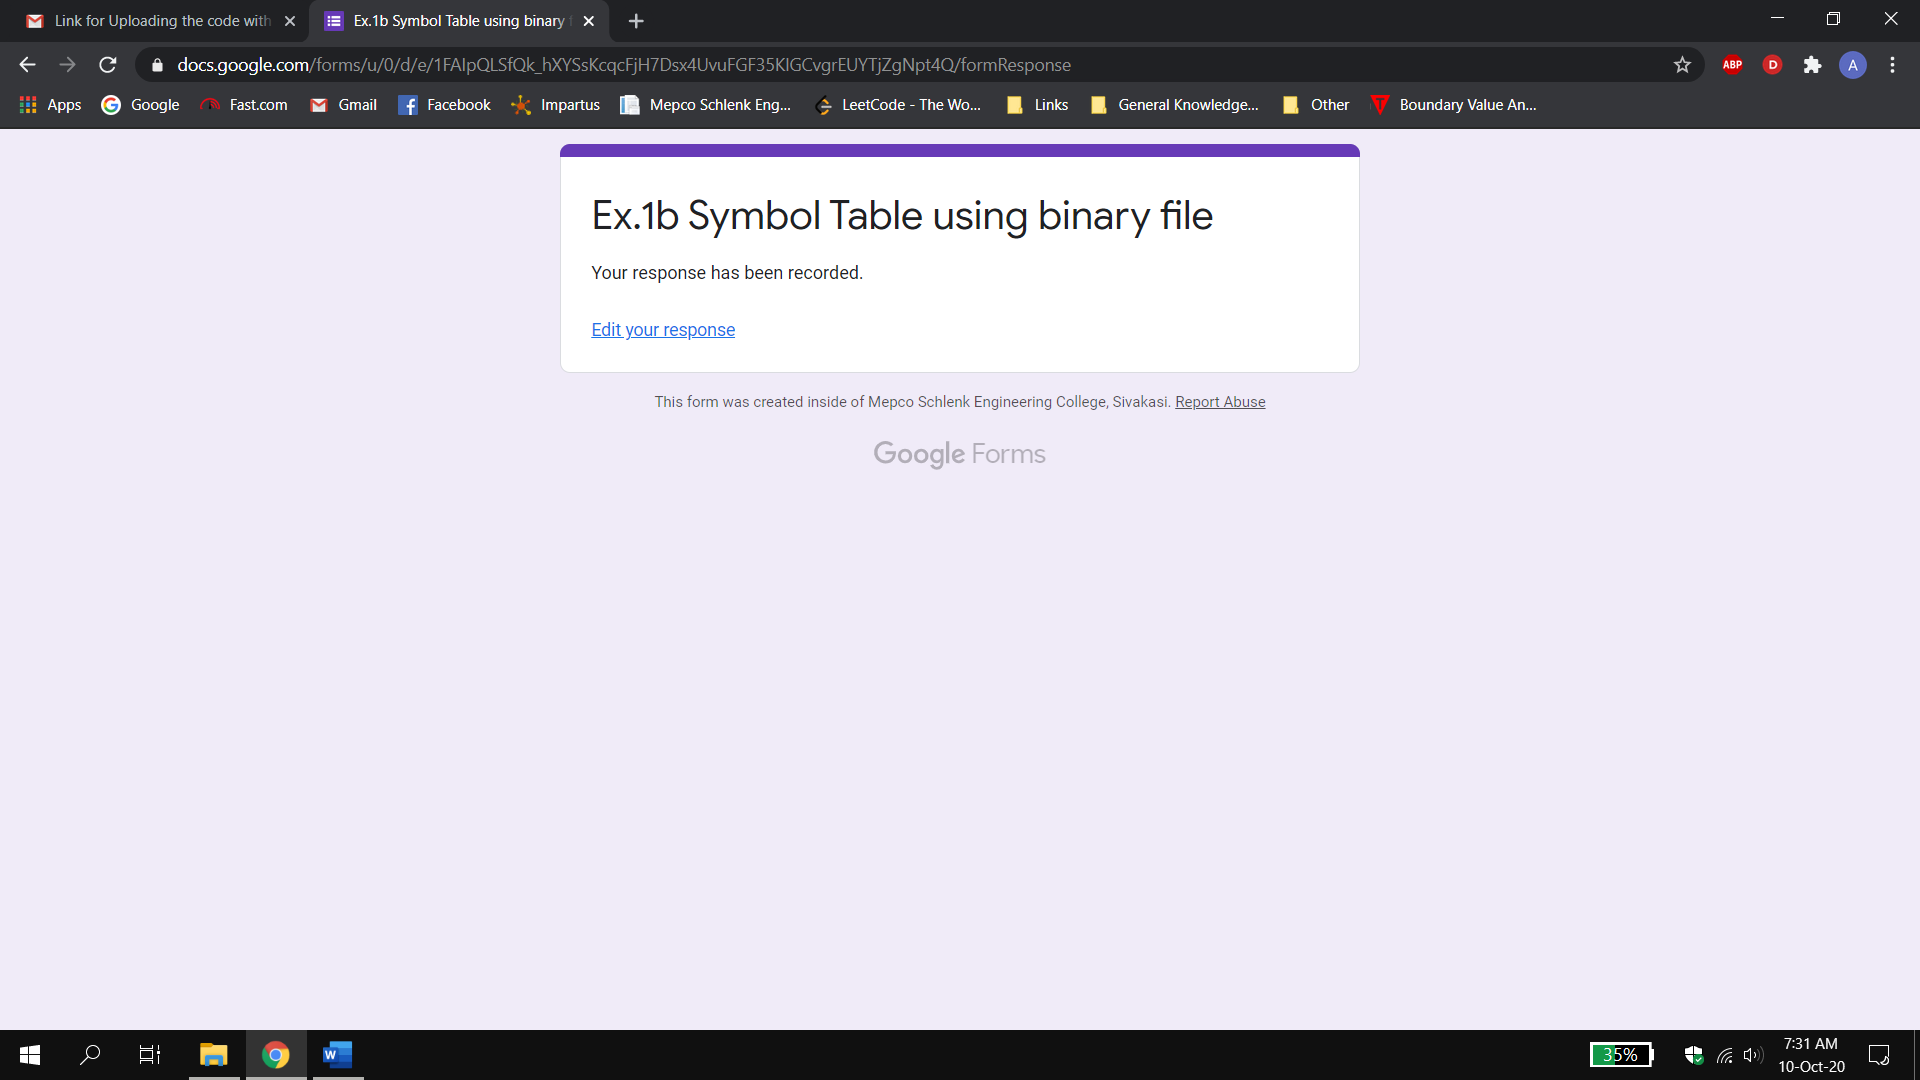 Link for Uploading the code with
Ex.1b Symbol Table using binary
docs.google.com/forms/u/0/d/e/1FAIpQLSfQk_hXYSsKcqcFjH7Dsx4UvuFGF35KlGCvgrEUYTjZgNpt4Q/formResponse
ABP
D
A
Apps
Google
Fast.com
Gmail
Facebook
Impartus
Mepco Schlenk Eng...
LeetCode - The Wo...
Links
General Knowledge...
Other
Boundary Value An...
Ex.1b Symbol Table using binary file
Your response has been recorded.
Edit your response
This form was created inside of Mepco Schlenk Engineering College, Sivakasi. Report Abuse
Google Forms
W
35%
7:31 AM
10-Oct-20